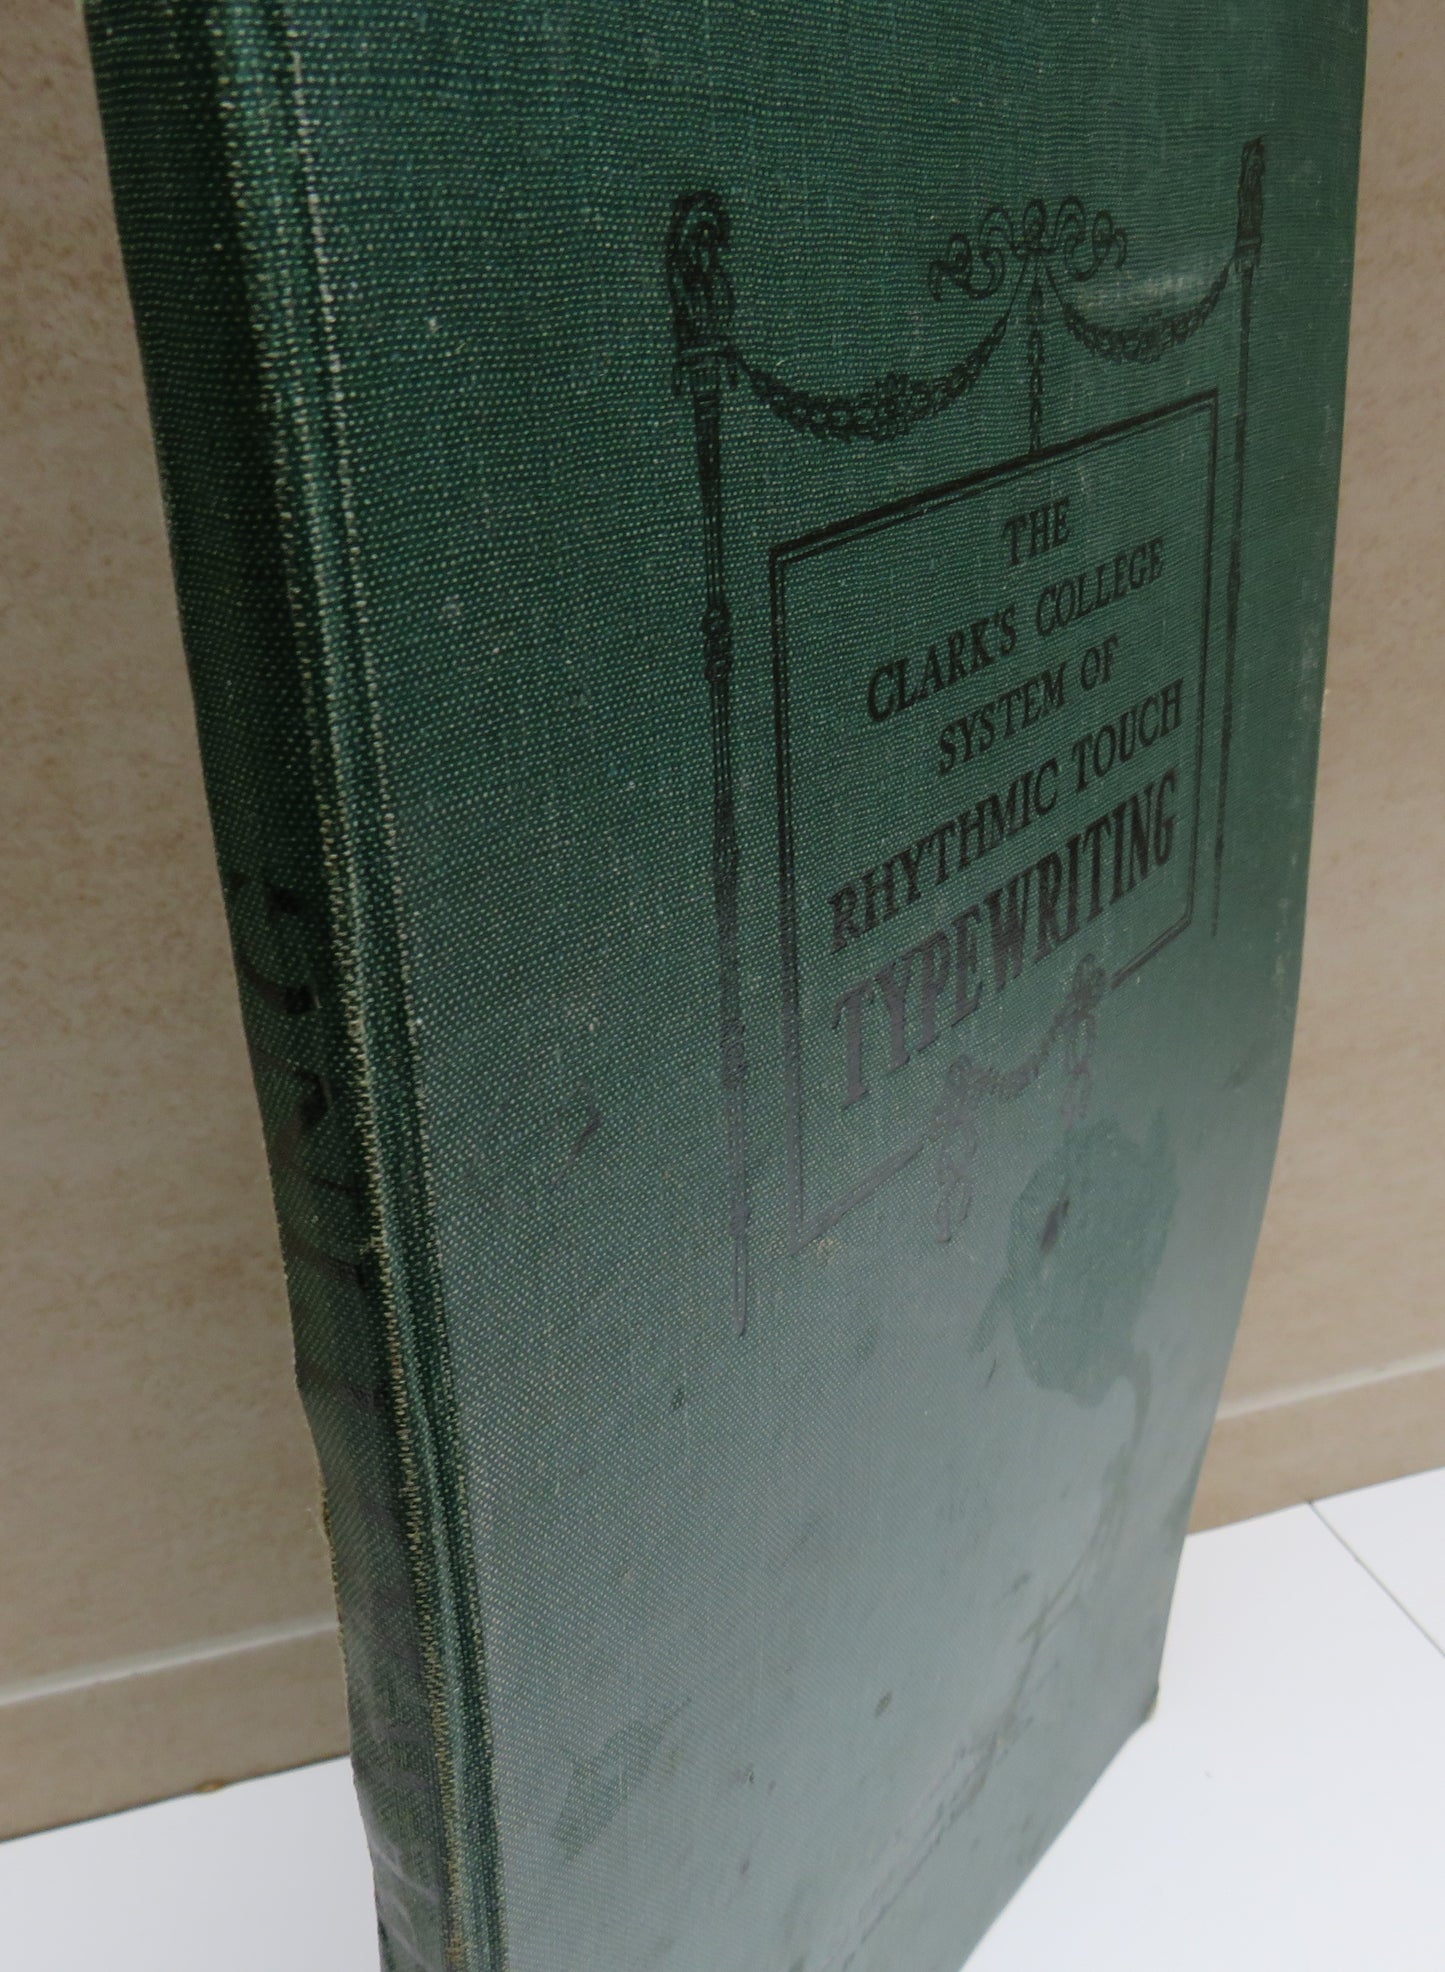 THE
CLARK'S COLLEGE
SYSTEM OF
RHYTHMIC TOUCH
TYPEWRITING